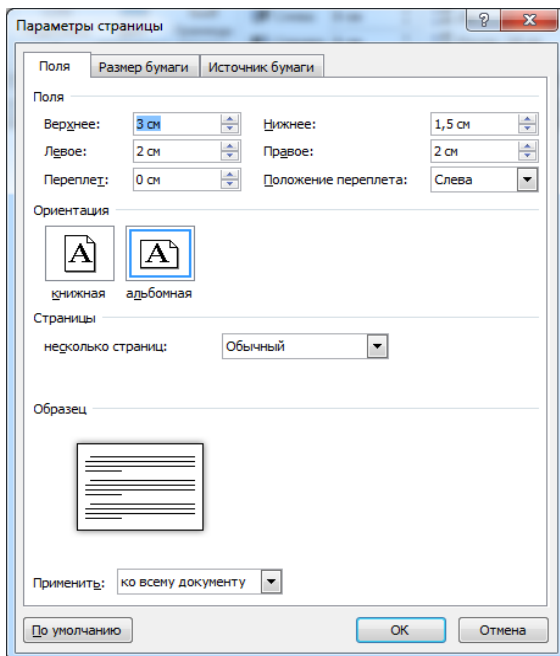 Параметры страницы
Поля Размер бумаги Источник бумаги
Поля
Верхнее: 3 см Нижнее: 1,5 см
Левое: 2 см Правое: 2 см
Переплет: 0 см Положение переплета: Слева
Ориентация
A A
книжная альбомная
Страницы
несколько страниц: Обычный
Образец
Применить: ко всему документу
По умолчанию ОК Отмена